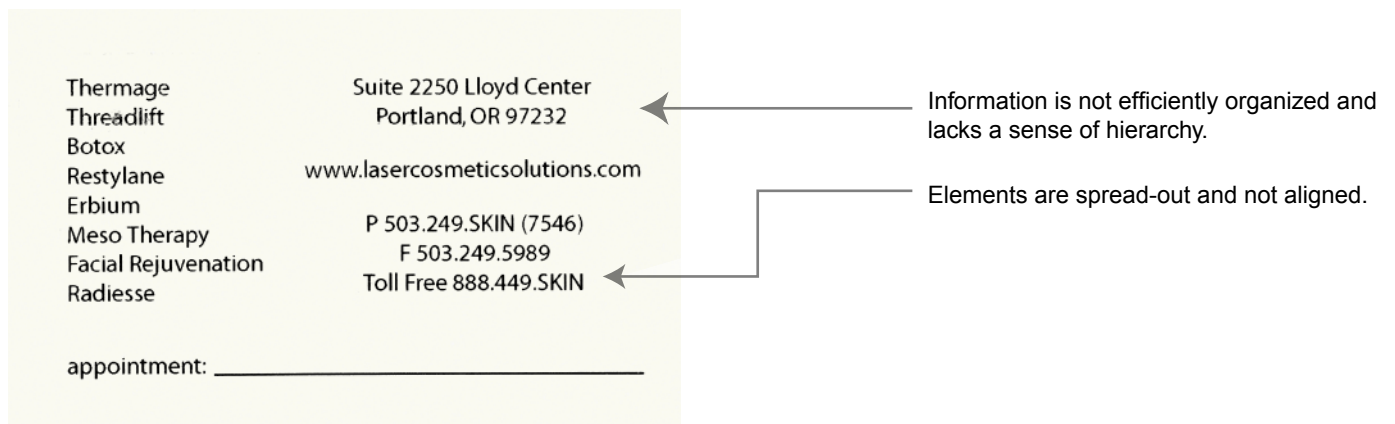 Thermage
Threadlift
Botox
Restylane
Erbium
Meso Therapy
Facial Rejuvenation
Radiesse
Suite 2250 Lloyd Center
Portland, OR 97232
www.lasercosmeticsolutions.com
P 503.249.SKIN (7546)
F 503.249.5989
Toll Free 888.449.SKIN
appointment:
Information is not efficiently organized and
lacks a sense of hierarchy.
Elements are spread-out and not aligned.